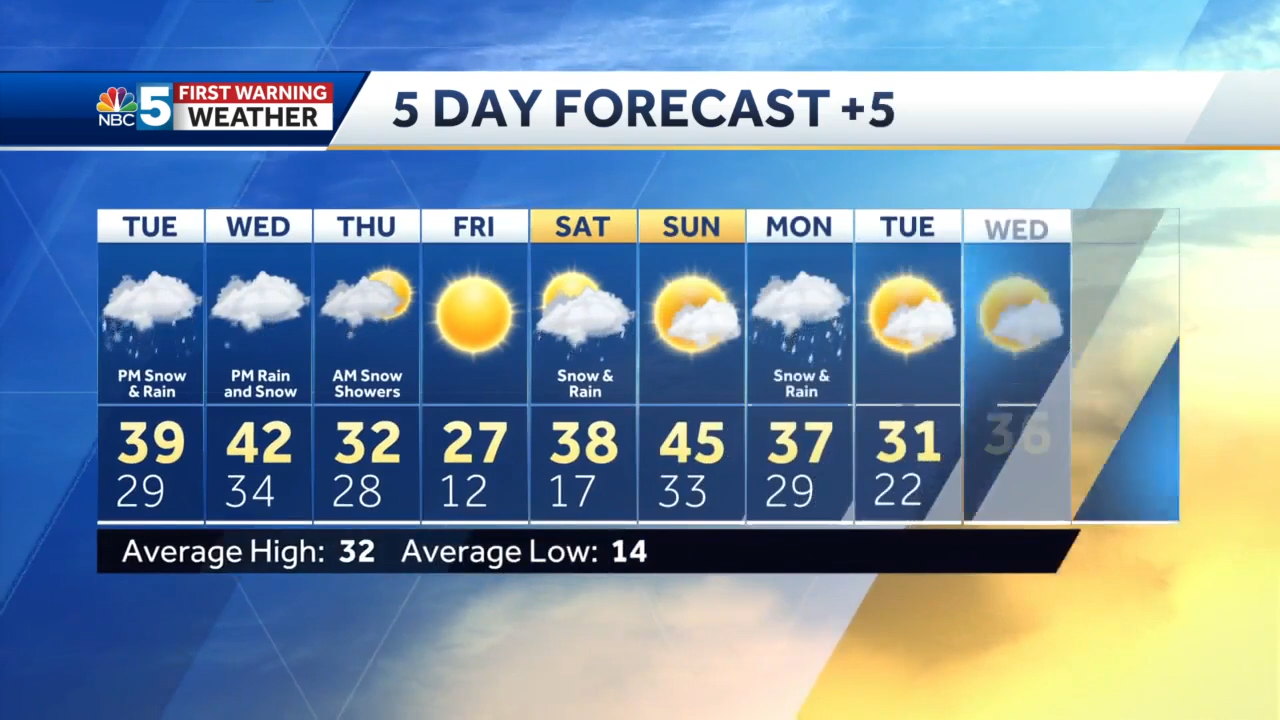 NBC 5 FIRST WARNING
WEATHER
5 DAY FORECAST +5
TUE WED THU FRI SAT SUN MON TUE WED
PM Snow
& Rain
PM Rain
and Snow
AM Snow
Showers
Snow &
Rain
Snow &
Rain
39 42 32 27 38 45 37 31 36
29 34 28 12 17 33 29 22
Average High: 32 Average Low: 14